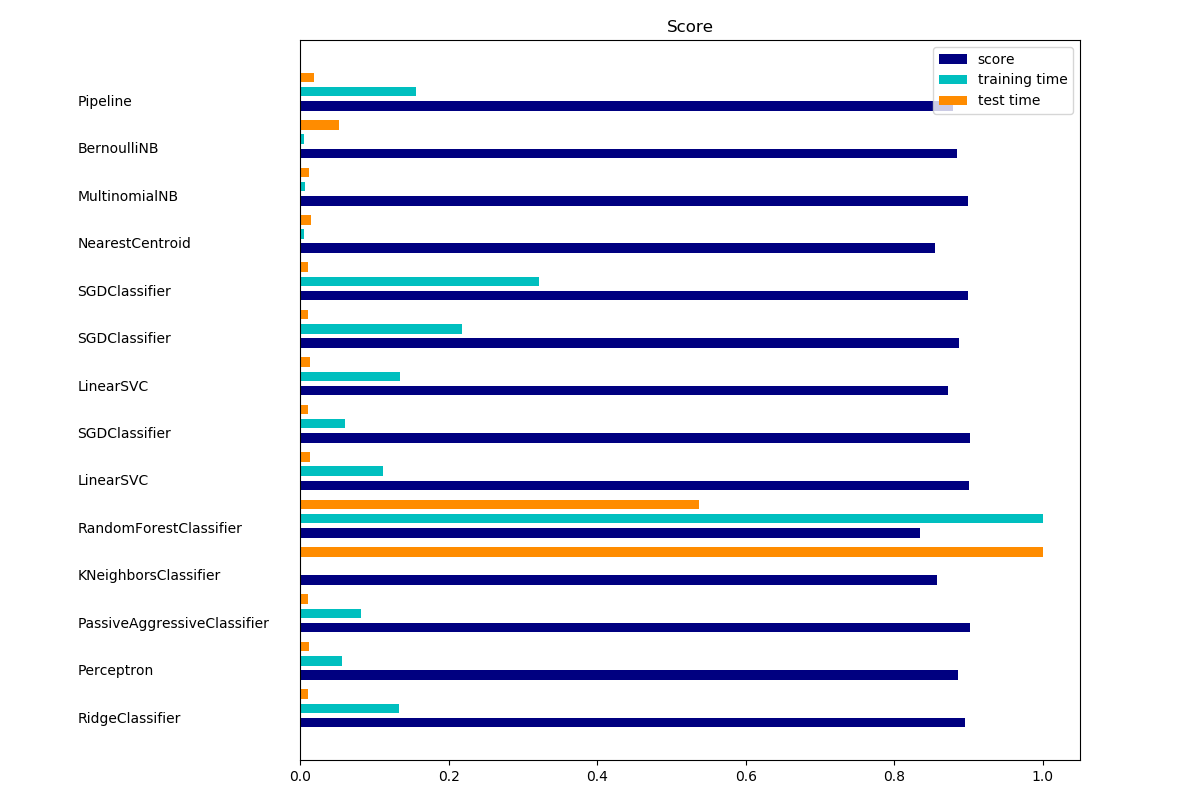 Score
score
training time
test time
Pipeline
BernoulliNB
MultinomialNB
NearestCentroid
SGDClassifier
SGDClassifier
LinearSVC
SGDClassifier
LinearSVC
RandomForestClassifier
KNeighborsClassifier
PassiveAggressiveClassifier
Perceptron
RidgeClassifier
0.0 0.2 0.4 0.6 0.8 1.0